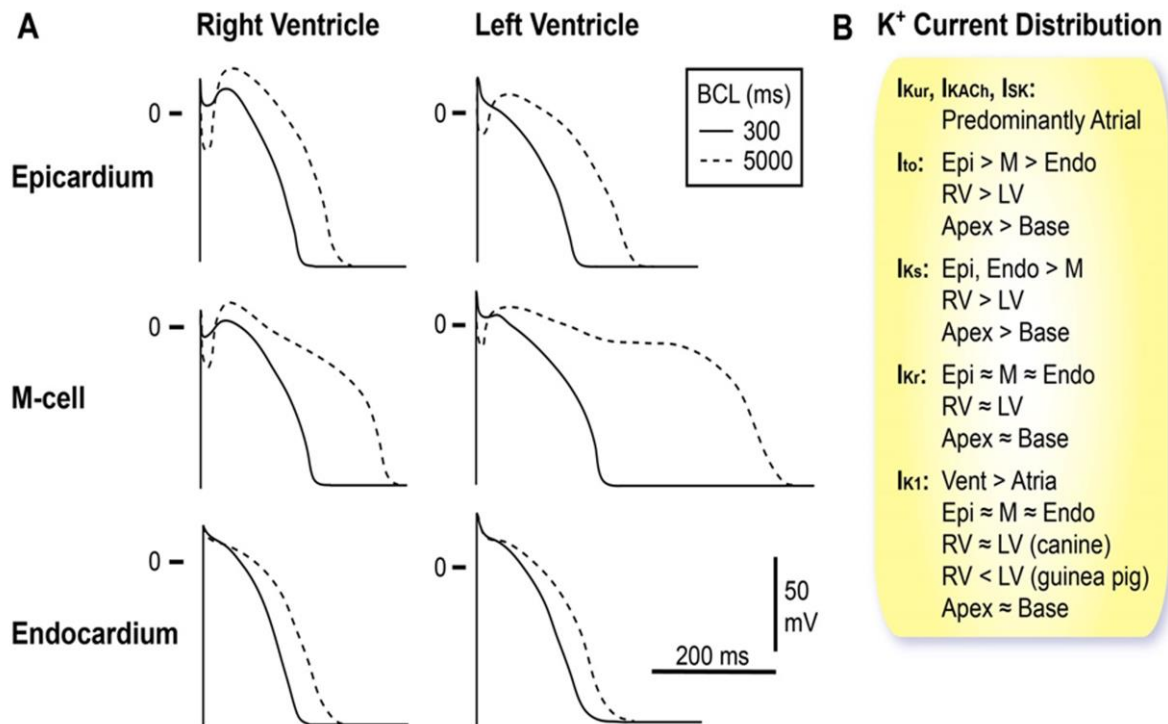 A
Right Ventricle
Left Ventricle
BCL (ms)
300
5000
0
0
Epicardium
0
0
M-cell
0
0
Endocardium
50
mV
200 ms
B
K⁺ Current Distribution
IKur, IKACh, ISK:
Predominantly Atrial
Ito: Epi > M > Endo
RV > LV
Apex > Base
IKs: Epi, Endo > M
RV > LV
Apex > Base
IKr: Epi ≈ M ≈ Endo
RV ≈ LV
Apex ≈ Base
IK1: Vent > Atria
Epi ≈ M ≈ Endo
RV ≈ LV (canine)
RV < LV (guinea pig)
Apex ≈ Base